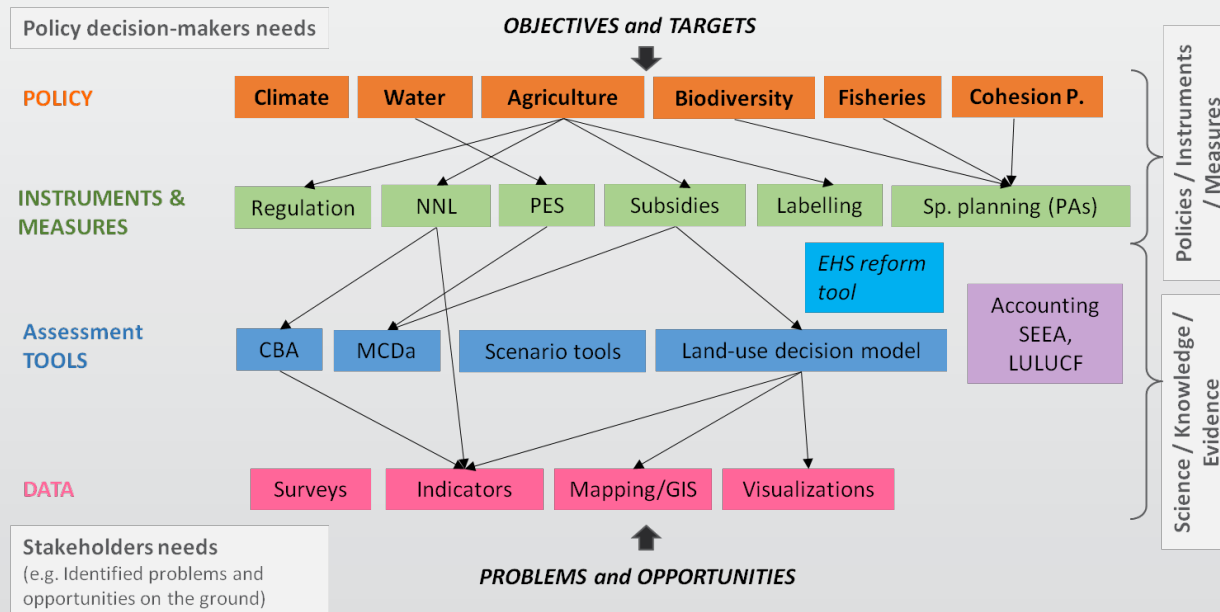 Policy decision-makers needs
OBJECTIVES and TARGETS
POLICY
Climate
Water
Agriculture
Biodiversity
Fisheries
Cohesion P.
INSTRUMENTS &
MEASURES
Regulation
NNL
PES
Subsidies
Labelling
Sp. planning (PAs)
EHS reform
tool
Accounting
SEEA,
LULUCF
Assessment
TOOLS
CBA
MCDa
Scenario tools
Land-use decision model
DATA
Surveys
Indicators
Mapping/GIS
Visualizations
Stakeholders needs
(e.g. Identified problems and
opportunities on the ground)
PROBLEMS and OPPORTUNITIES
Policies / Instruments
/ Measures
Science / Knowledge /
Evidence